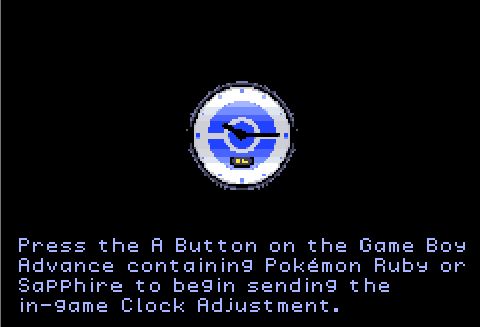 Press the A Button on the Game Boy
Advance containing Pokémon Ruby or
Sapphire to begin sending the
in-game Clock Adjustment.